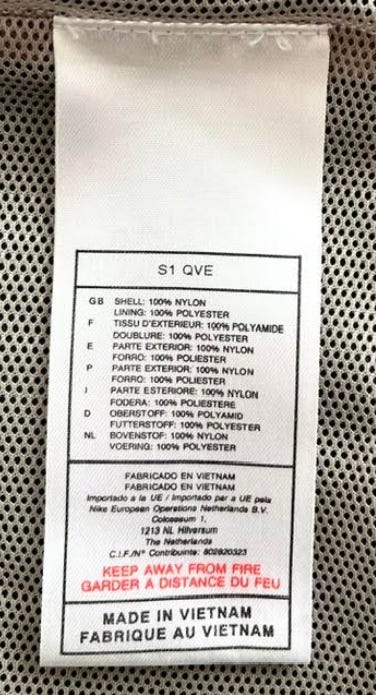 S1 QVE
GB SHELL: 100% NYLON
LINING: 100% POLYESTER
F TISSU D'EXTERIEUR: 100% POLYAMIDE
DOUBLURE: 100% POLYESTER
E PARTE EXTERIOR: 100% NYLON
FORRO: 100% POLIESTER
P PARTE EXTERIOR: 100% NYLON
FORRO: 100% POLIESTER
I PARTE ESTERIORE: 100% NYLON
FODERA: 100% POLIESTERE
D OBERSTOFF: 100% POLYAMID
FUTTERSTOFF: 100% POLYESTER
NL BOVENSTOF: 100% NYLON
VOERING: 100% POLYESTER
FABRICADO EN VIETNAM
FABRICADO EN VIETNAM
Importado a la UE / Importado par a UE pela
Nike European Operations Netherlands B.V.
Colosseum 1,
1213 NL Hilversum
The Netherlands
C.I.F./N° Contribuinte: 802820323
KEEP AWAY FROM FIRE
GARDER A DISTANCE DU FEU
MADE IN VIETNAM
FABRIQUE AU VIETNAM